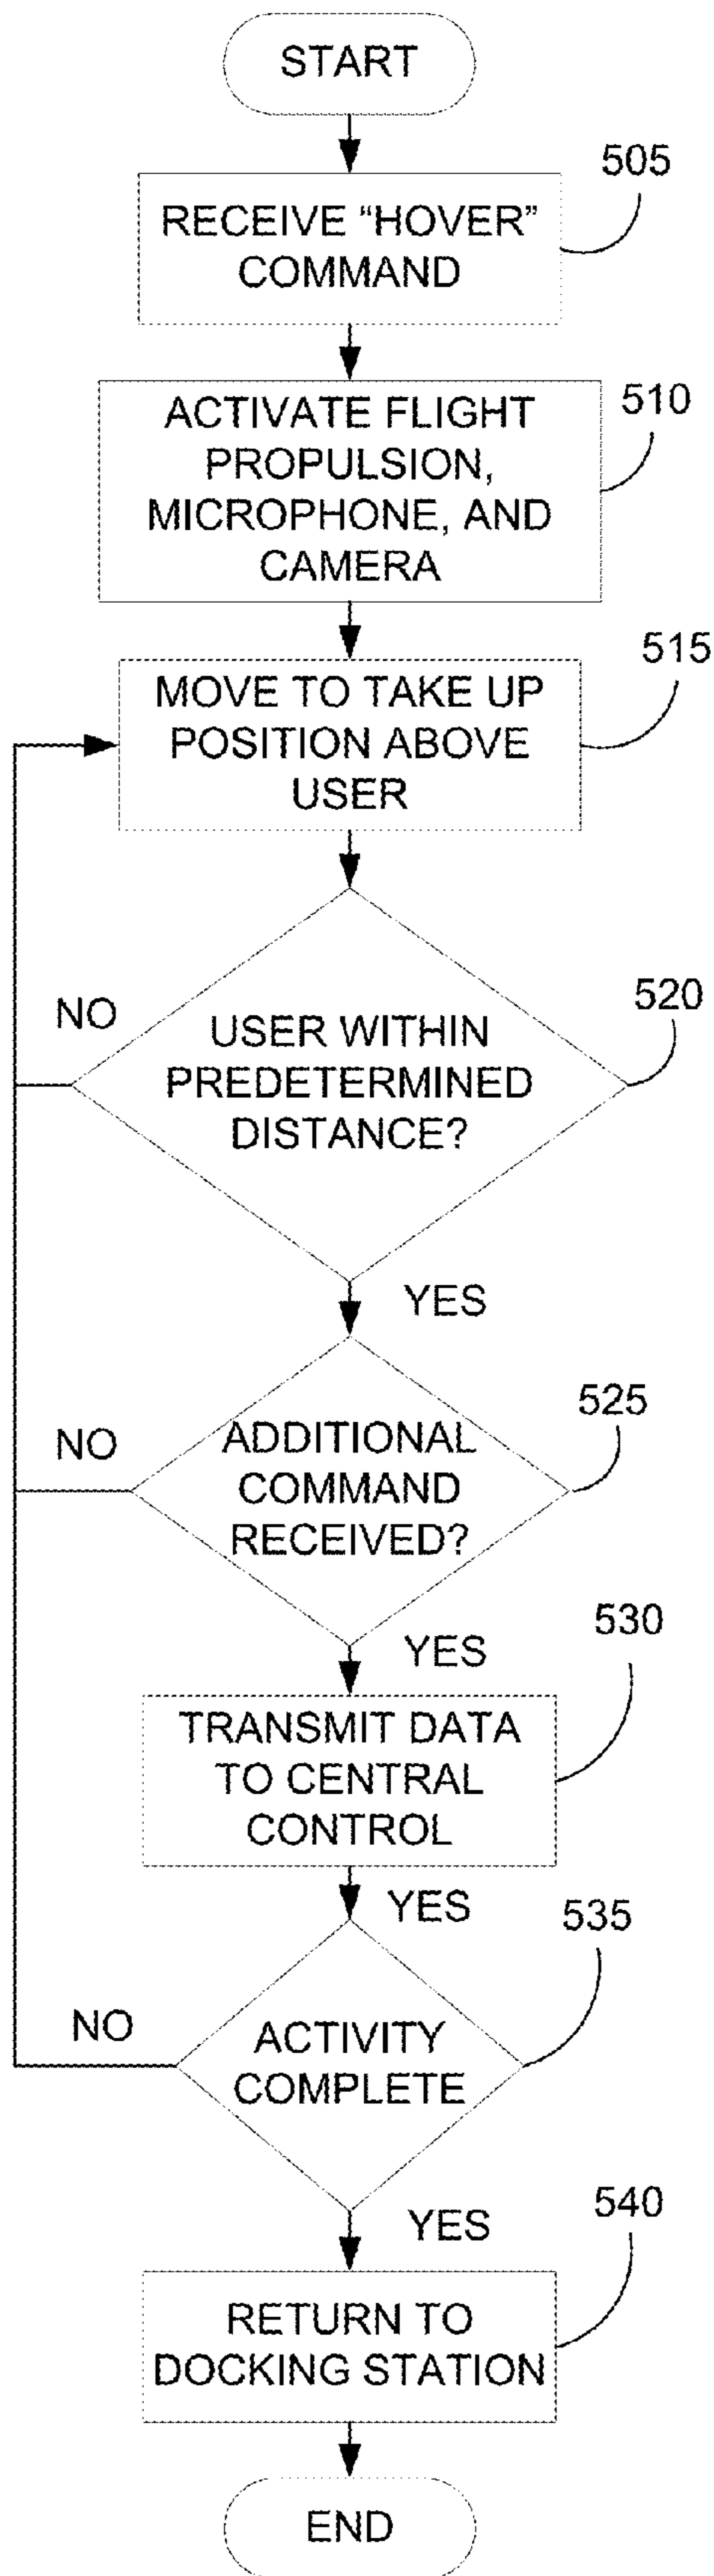 START
505
RECEIVE “HOVER”
COMMAND
510
ACTIVATE FLIGHT
PROPULSION,
MICROPHONE, AND
CAMERA
515
MOVE TO TAKE UP
POSITION ABOVE
USER
520
NO
USER WITHIN
PREDETERMINED
DISTANCE?
YES
525
NO
ADDITIONAL
COMMAND
RECEIVED?
YES
530
TRANSMIT DATA
TO CENTRAL
CONTROL
YES
535
NO
ACTIVITY
COMPLETE
YES
540
RETURN TO
DOCKING STATION
END